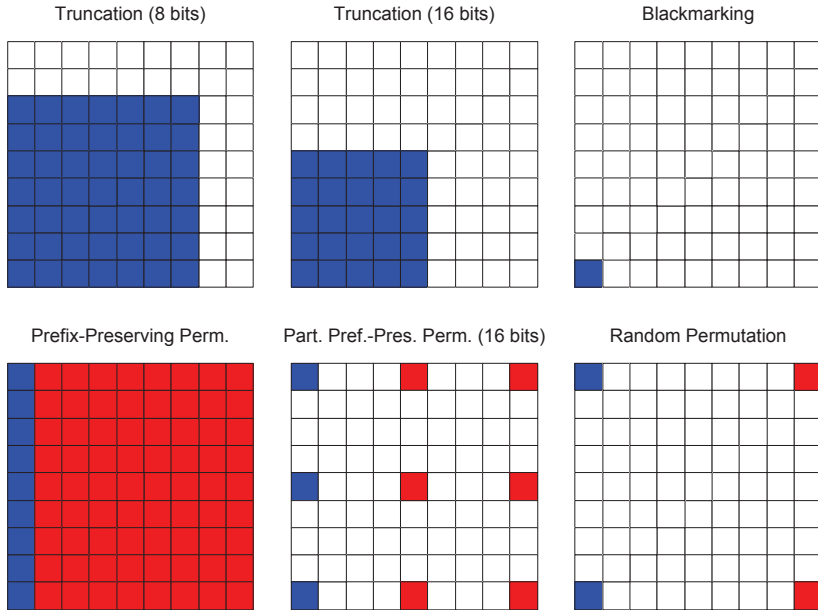 Truncation (8 bits)
Truncation (16 bits)
Blackmarking
Prefix-Preserving Perm.
Part. Pref.-Pres. Perm. (16 bits)
Random Permutation